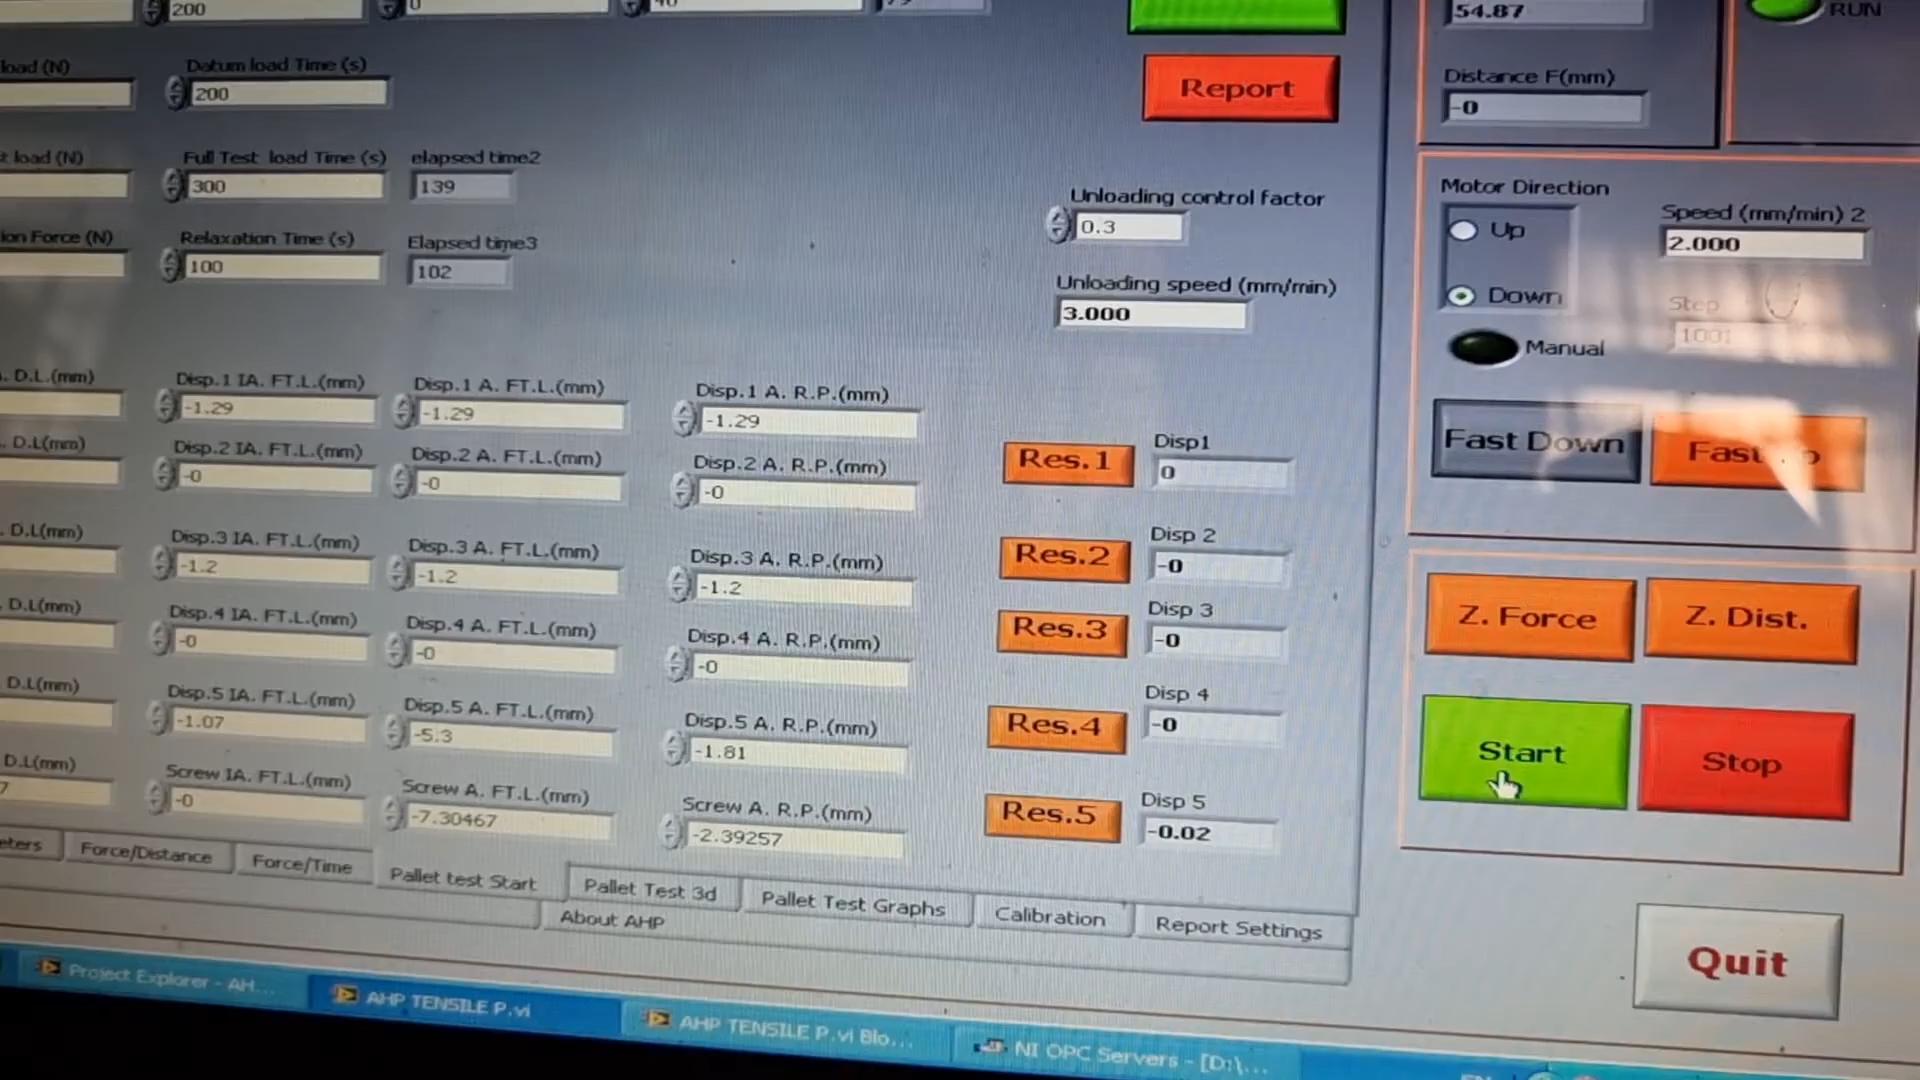 200
0
54.87
RUN
load (N)
Datum load Time (s)
200
Report
Distance F(mm)
-0
load (N)
Full Test load Time (s)
300
elapsed time2
139
ion Force (N)
Relaxation Time (s)
100
Elapsed time3
102
Unloading control factor
0.3
Unloading speed (mm/min)
3.000
Motor Direction
Up
Down
Manual
Speed (mm/min) 2
2.000
Step
1001
Fast Down
Fast
. D.L.(mm)
Disp.1 IA. FT.L.(mm)
-1.29
Disp.1 A. FT.L.(mm)
-1.29
Disp.1 A. R.P.(mm)
-1.29
Res.1
Disp1
0
. D.L(mm)
Disp.2 IA. FT.L.(mm)
-0
Disp.2 A. FT.L.(mm)
-0
Disp.2 A. R.P.(mm)
-0
Res.2
Disp 2
-0
. D.L(mm)
Disp.3 IA. FT.L.(mm)
-1.2
Disp.3 A. FT.L.(mm)
-1.2
Disp.3 A. R.P.(mm)
-1.2
Res.3
Disp 3
-0
. D.L(mm)
Disp.4 IA. FT.L.(mm)
-0
Disp.4 A. FT.L.(mm)
-0
Disp.4 A. R.P.(mm)
-0
Res.4
Disp 4
-0
D.L(mm)
Disp.5 IA. FT.L.(mm)
-1.07
Disp.5 A. FT.L.(mm)
-5.3
Disp.5 A. R.P.(mm)
-1.81
Res.5
Disp 5
-0.02
D.L(mm)
7
Screw IA. FT.L.(mm)
-0
Screw A. FT.L.(mm)
-7.30467
Screw A. R.P.(mm)
-2.39257
Z. Force
Z. Dist.
Start
Stop
Quit
eters
Force/Distance
Force/Time
Pallet test Start
Pallet Test 3d
Pallet Test Graphs
Calibration
Report Settings
About AHP
Project Explorer - AH...
AHP TENSILE P.vi
AHP TENSILE P.vi Blo...
NI OPC Servers - [D:\...